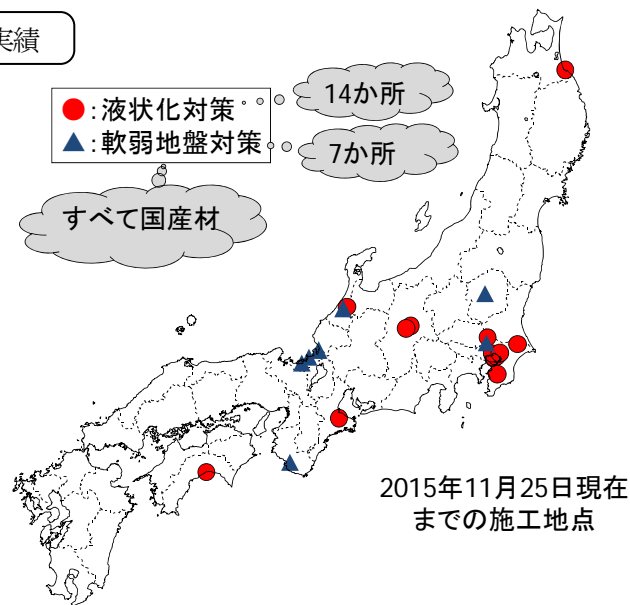 実績
●:液状化対策
14か所
▲:軟弱地盤対策
7か所
すべて国産材
2015年11月25日現在
までの施工地点